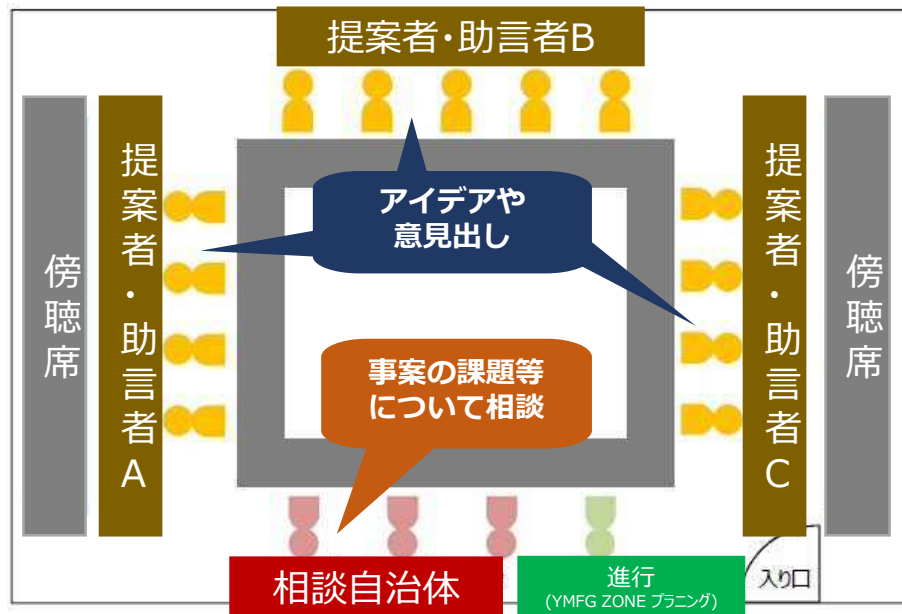 提案者・助言者B
傍聴席
提案者・助言者A
アイデアや
意見出し
提案者・助言者C
傍聴席
事案の課題等
について相談
相談自治体
進行
(YMFG ZONE プラニング)
入り口